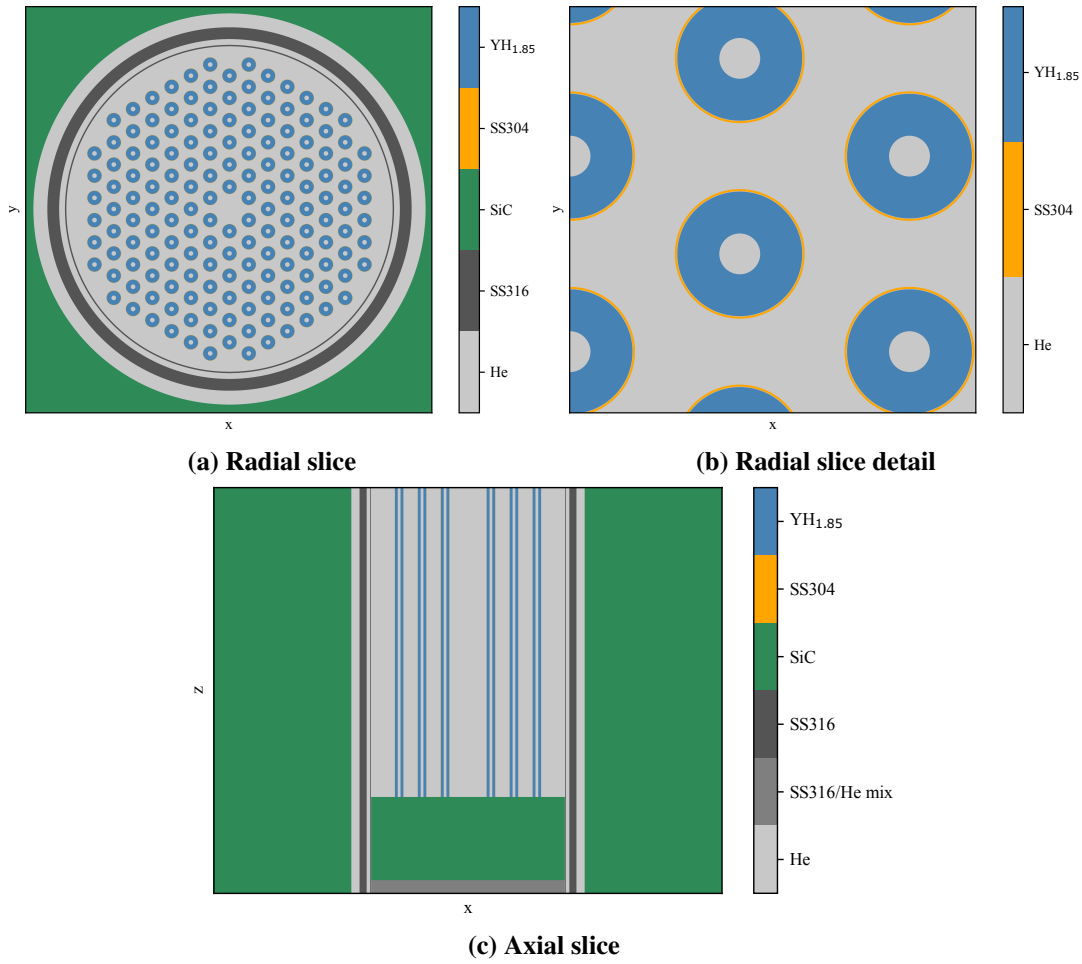 YH₁.₈₅
SS304
SiC
SS316
He
y
x
(a) Radial slice
YH₁.₈₅
SS304
He
y
x
(b) Radial slice detail
YH₁.₈₅
SS304
SiC
SS316
SS316/He mix
He
z
x
(c) Axial slice